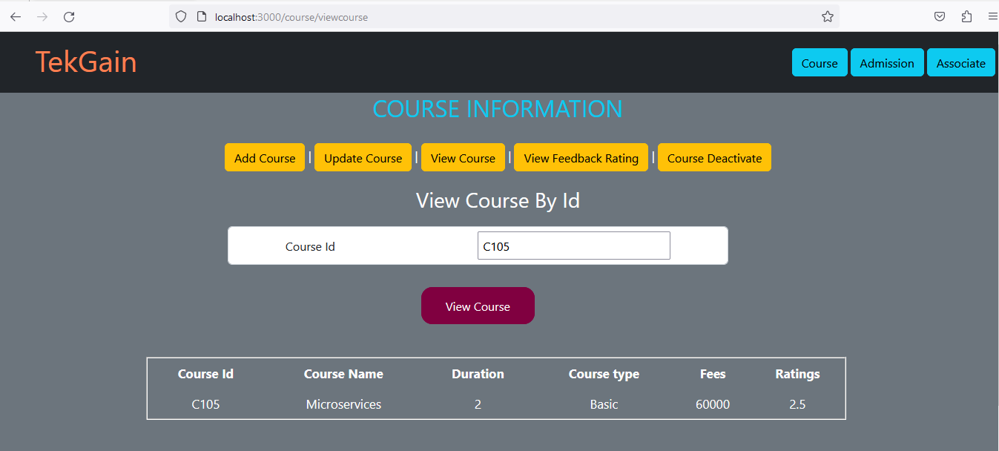 localhost:3000/course/viewcourse
TekGain
Course Admission Associate
COURSE INFORMATION
Add Course | Update Course | View Course | View Feedback Rating | Course Deactivate
View Course By Id
Course Id C105
View Course
Course Id Course Name Duration Course type Fees Ratings
C105 Microservices 2 Basic 60000 2.5